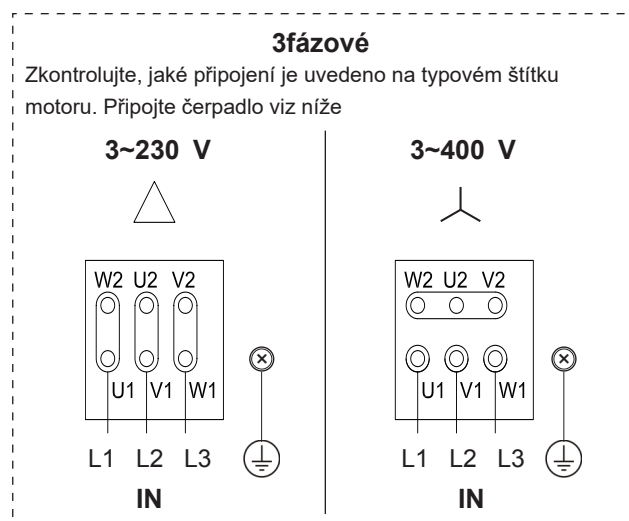 3fázové
Zkontrolujte, jaké připojení je uvedeno na typovém štítku
motoru. Připojte čerpadlo viz níže
3~230 V
W2 U2 V2
U1 V1 W1
L1 L2 L3
IN
3~400 V
W2 U2 V2
U1 V1 W1
L1 L2 L3
IN